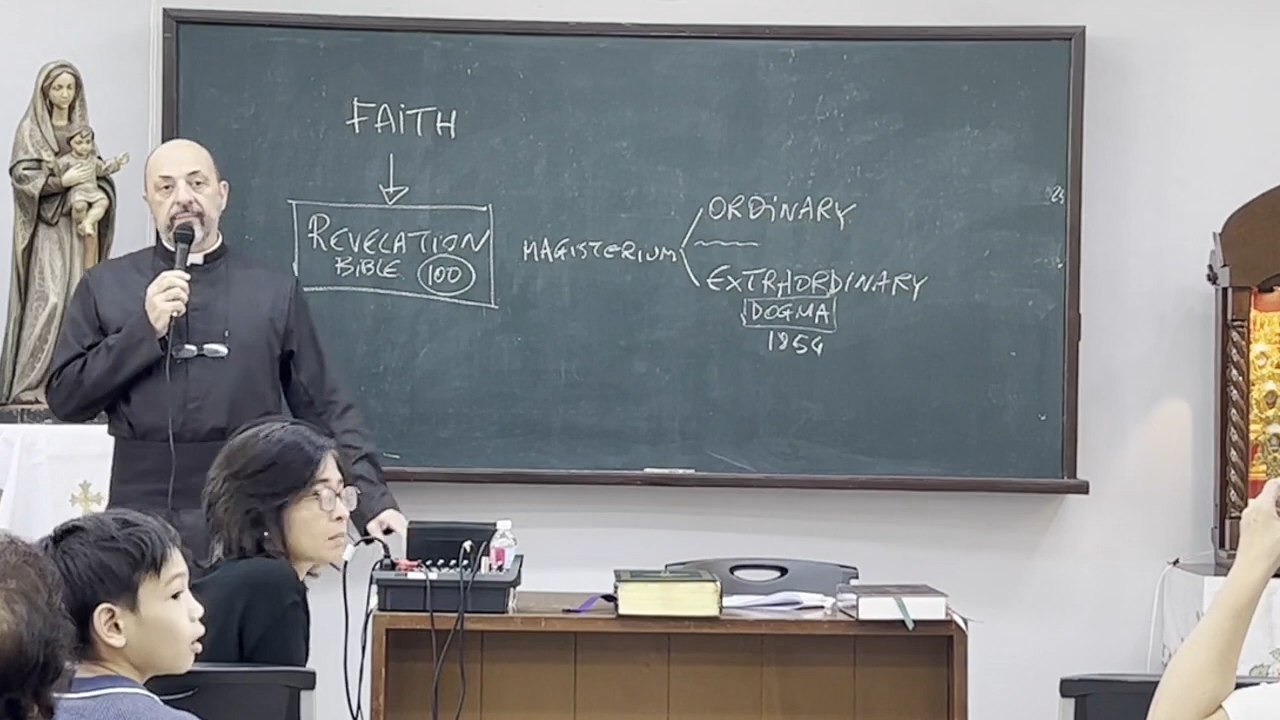 FAiTH
REVELATION
BIBLE 100
MAGISTERIUM
ORDiNARY
EXTRAORDINARY
DOGMA
1854